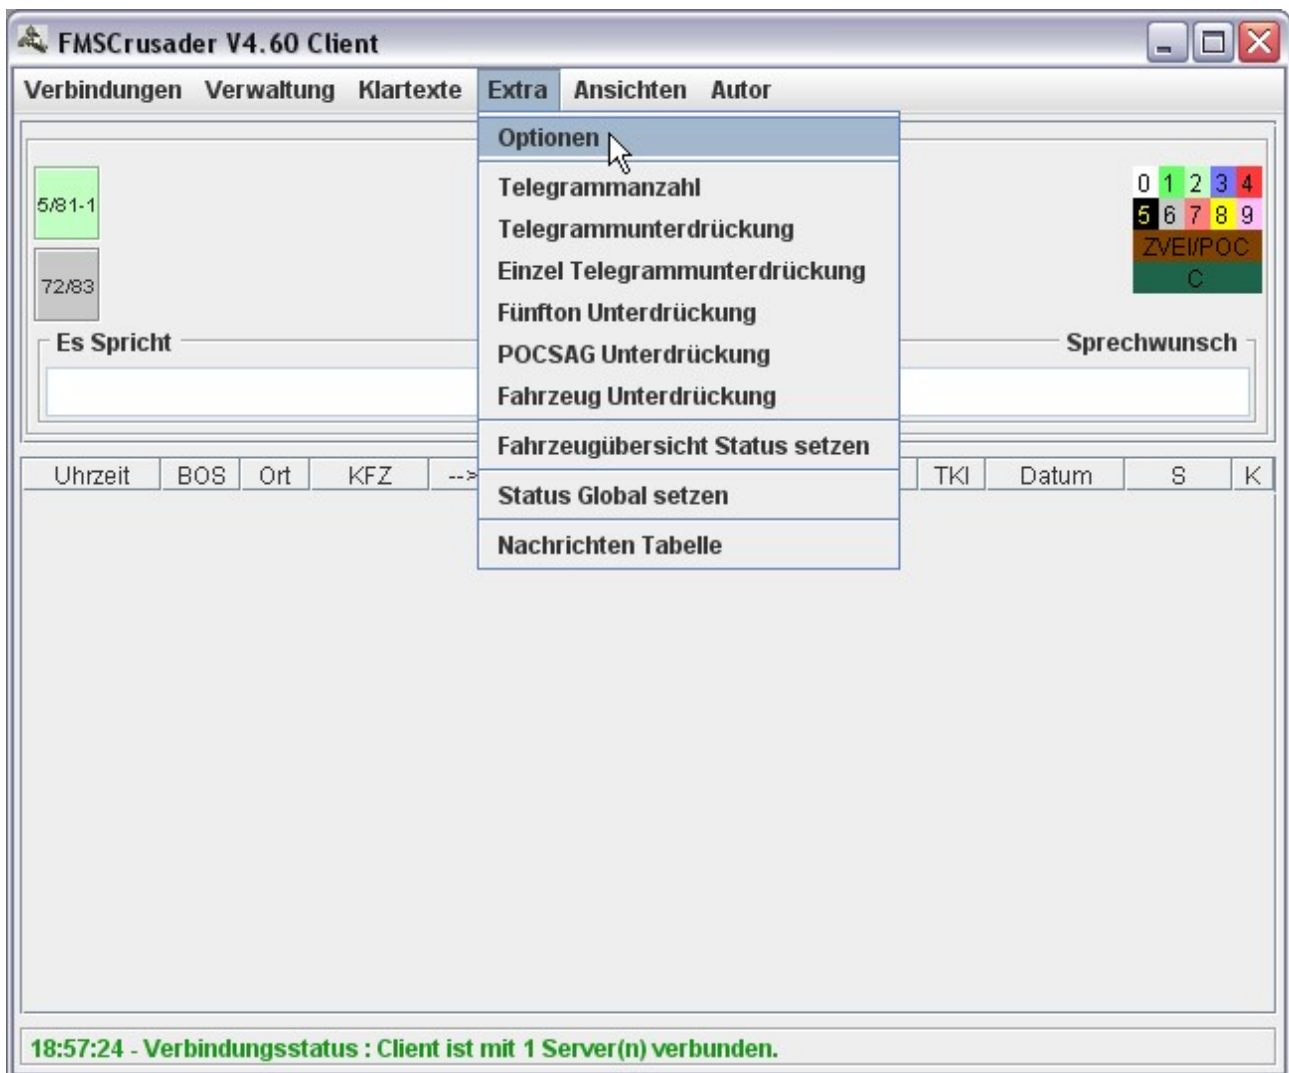 FMSCrusader V4.60 Client
Verbindungen Verwaltung Klartexte Extra Ansichten Autor
Optionen
Telegrammanzahl
Telegrammunterdrückung
Einzel Telegrammunterdrückung
Fünfton Unterdrückung
POCSAG Unterdrückung
Fahrzeug Unterdrückung
Fahrzeugübersicht Status setzen
Status Global setzen
Nachrichten Tabelle
5/81-1
72/83
0 1 2 3 4
5 6 7 8 9
ZVEI/POC
C
Es Spricht
Sprechwunsch
Uhrzeit BOS Ort KFZ --> TKI Datum S K
18:57:24 - Verbindungsstatus : Client ist mit 1 Server(n) verbunden.